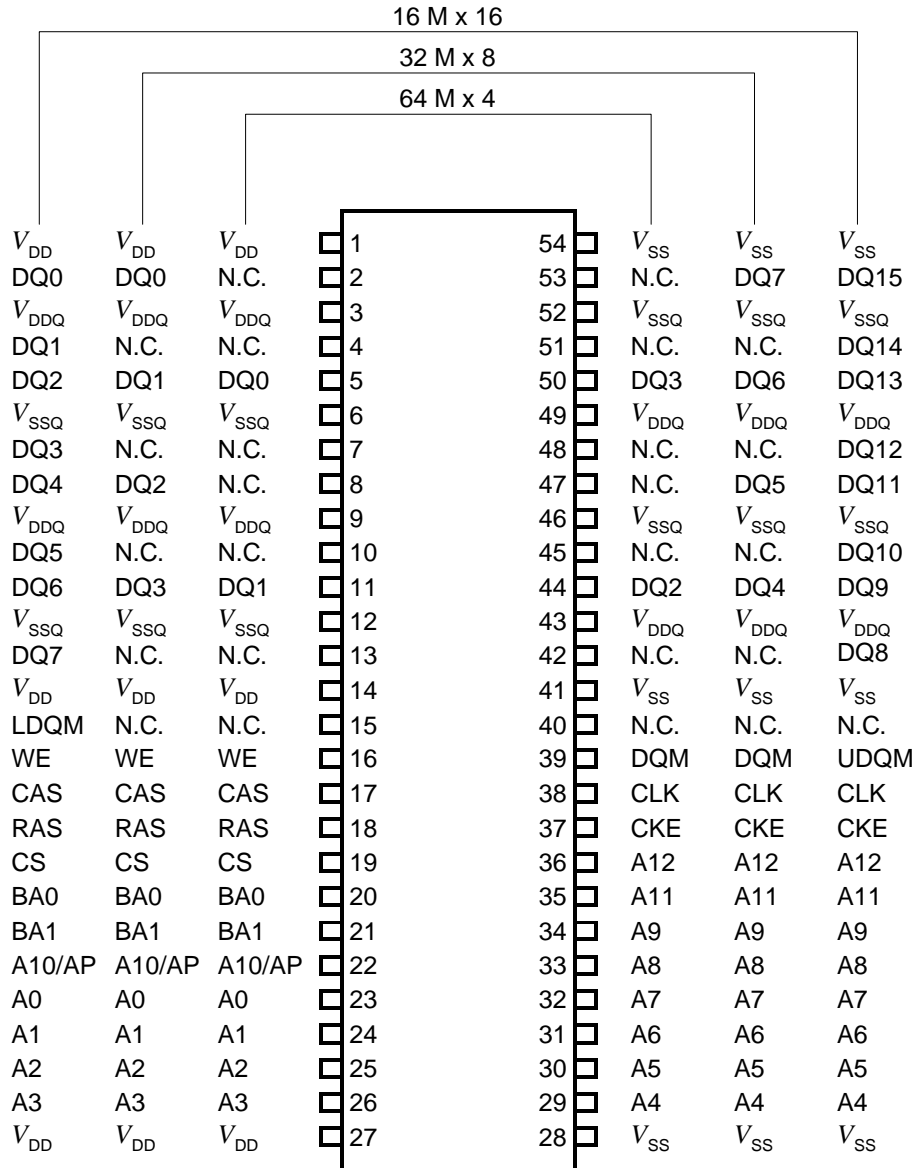 16 M x 16
32 M x 8
64 M x 4
VDD VDD VDD 1 54 VSS VSS VSS
DQ0 DQ0 N.C. 2 53 N.C. DQ7 DQ15
VDDQ VDDQ VDDQ 3 52 VSSQ VSSQ VSSQ
DQ1 N.C. N.C. 4 51 N.C. N.C. DQ14
DQ2 DQ1 DQ0 5 50 DQ3 DQ6 DQ13
VSSQ VSSQ VSSQ 6 49 VDDQ VDDQ VDDQ
DQ3 N.C. N.C. 7 48 N.C. N.C. DQ12
DQ4 DQ2 N.C. 8 47 N.C. DQ5 DQ11
VDDQ VDDQ VDDQ 9 46 VSSQ VSSQ VSSQ
DQ5 N.C. N.C. 10 45 N.C. N.C. DQ10
DQ6 DQ3 DQ1 11 44 DQ2 DQ4 DQ9
VSSQ VSSQ VSSQ 12 43 VDDQ VDDQ VDDQ
DQ7 N.C. N.C. 13 42 N.C. N.C. DQ8
VDD VDD VDD 14 41 VSS VSS VSS
LDQM N.C. N.C. 15 40 N.C. N.C. N.C.
WE WE WE 16 39 DQM DQM UDQM
CAS CAS CAS 17 38 CLK CLK CLK
RAS RAS RAS 18 37 CKE CKE CKE
CS CS CS 19 36 A12 A12 A12
BA0 BA0 BA0 20 35 A11 A11 A11
BA1 BA1 BA1 21 34 A9 A9 A9
A10/AP A10/AP A10/AP 22 33 A8 A8 A8
A0 A0 A0 23 32 A7 A7 A7
A1 A1 A1 24 31 A6 A6 A6
A2 A2 A2 25 30 A5 A5 A5
A3 A3 A3 26 29 A4 A4 A4
VDD VDD VDD 27 28 VSS VSS VSS